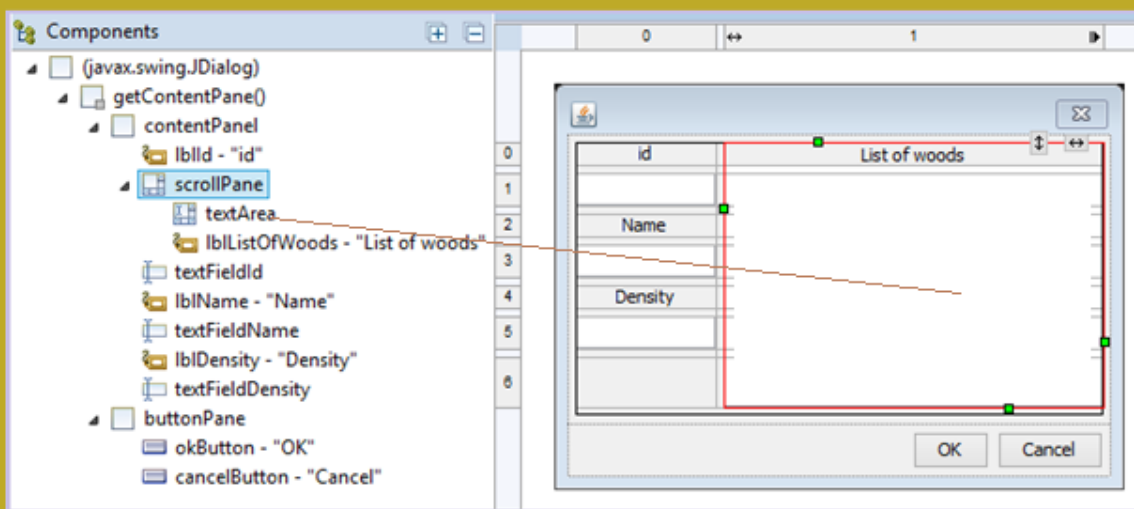 Components
(javax.swing.JDialog)
getContentPane()
contentPanel
lblId - "id"
scrollPane
textArea
lblListOfWoods - "List of woods"
textFieldId
lblName - "Name"
textFieldName
lblDensity - "Density"
textFieldDensity
buttonPane
okButton - "OK"
cancelButton - "Cancel"
0 1
0
1
2
3
4
5
6
id List of woods
Name
Density
OK Cancel